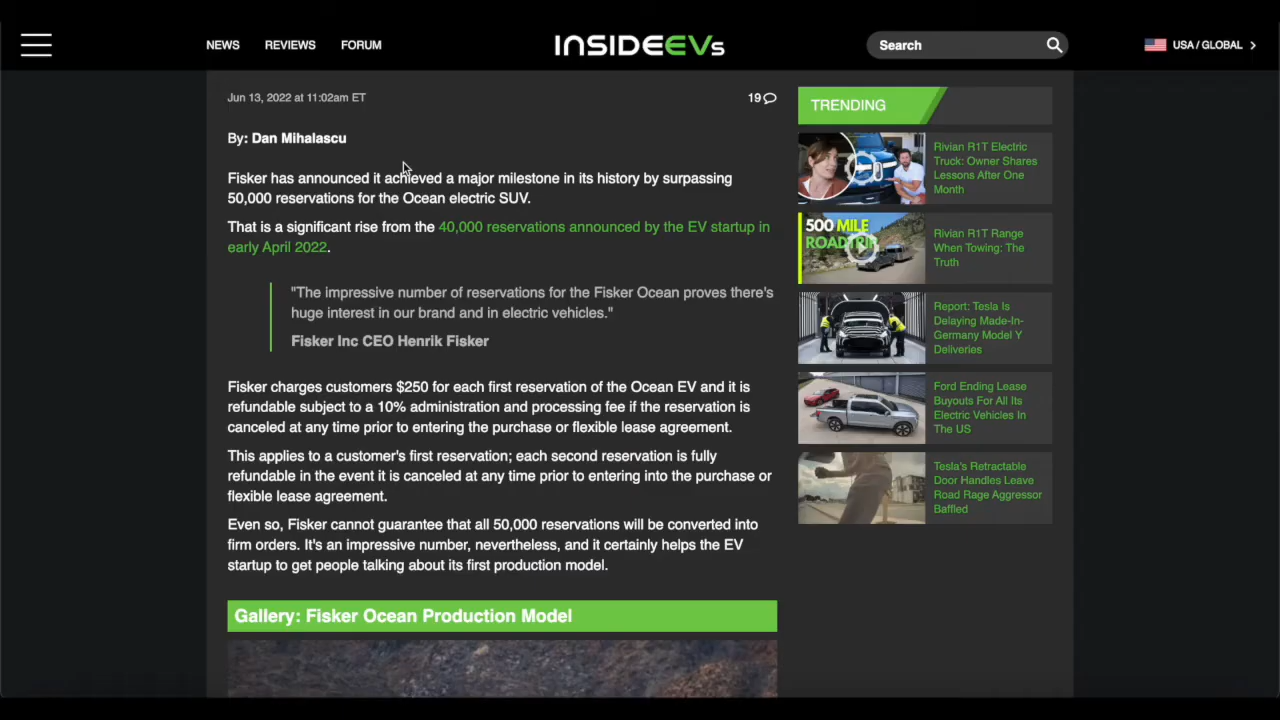 NEWS
REVIEWS
FORUM
INSIDEEVs
Search
USA / GLOBAL
Jun 13, 2022 at 11:02am ET
19
By: Dan Mihalascu
Fisker has announced it achieved a major milestone in its history by surpassing
50,000 reservations for the Ocean electric SUV.
That is a significant rise from the 40,000 reservations announced by the EV startup in
early April 2022.
"The impressive number of reservations for the Fisker Ocean proves there's
huge interest in our brand and in electric vehicles."
Fisker Inc CEO Henrik Fisker
Fisker charges customers $250 for each first reservation of the Ocean EV and it is
refundable subject to a 10% administration and processing fee if the reservation is
canceled at any time prior to entering the purchase or flexible lease agreement.
This applies to a customer's first reservation; each second reservation is fully
refundable in the event it is canceled at any time prior to entering into the purchase or
flexible lease agreement.
Even so, Fisker cannot guarantee that all 50,000 reservations will be converted into
firm orders. It's an impressive number, nevertheless, and it certainly helps the EV
startup to get people talking about its first production model.
Gallery: Fisker Ocean Production Model
TRENDING
Rivian R1T Electric
Truck: Owner Shares
Lessons After One
Month
500 MILE
ROADTRIP
Rivian R1T Range
When Towing: The
Truth
Report: Tesla Is
Delaying Made-In-
Germany Model Y
Deliveries
Ford Ending Lease
Buyouts For All Its
Electric Vehicles In
The US
Tesla's Retractable
Door Handles Leave
Road Rage Aggressor
Baffled